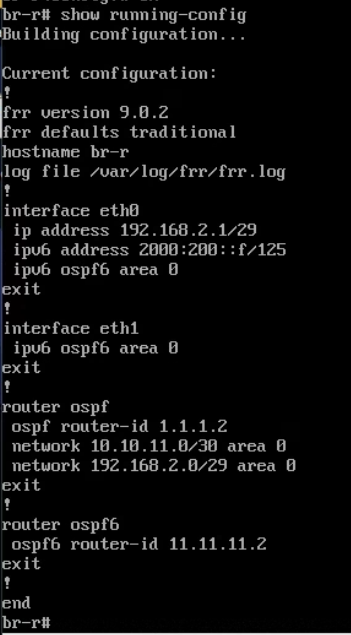 br-r# show running-config
Building configuration...
Current configuration:
!
frr version 9.0.2
frr defaults traditional
hostname br-r
log file /var/log/frr/frr.log
!
interface eth0
 ip address 192.168.2.1/29
 ipv6 address 2000:200::f/125
 ipv6 ospf6 area 0
exit
!
interface eth1
 ipv6 ospf6 area 0
exit
!
router ospf
 ospf router-id 1.1.1.2
 network 10.10.11.0/30 area 0
 network 192.168.2.0/29 area 0
exit
!
router ospf6
 ospf6 router-id 11.11.11.2
exit
!
end
br-r#